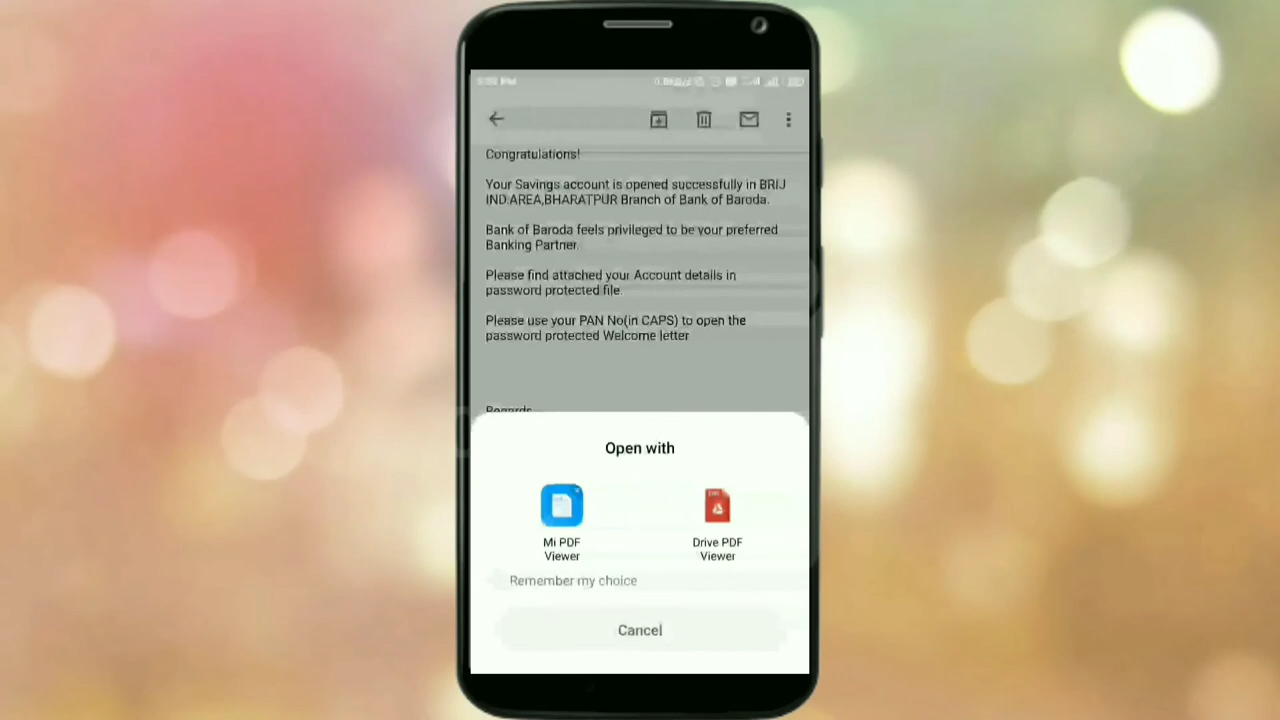 Congratulations!
Your Savings account is opened successfully in BRIJ
IND.AREA,BHARATPUR Branch of Bank of Baroda.
Bank of Baroda feels privileged to be your preferred
Banking Partner.
Please find attached your Account details in
password protected file.
Please use your PAN No(in CAPS) to open the
password protected Welcome letter
Regards
Open with
Mi PDF
Viewer
Drive PDF
Viewer
Remember my choice
Cancel